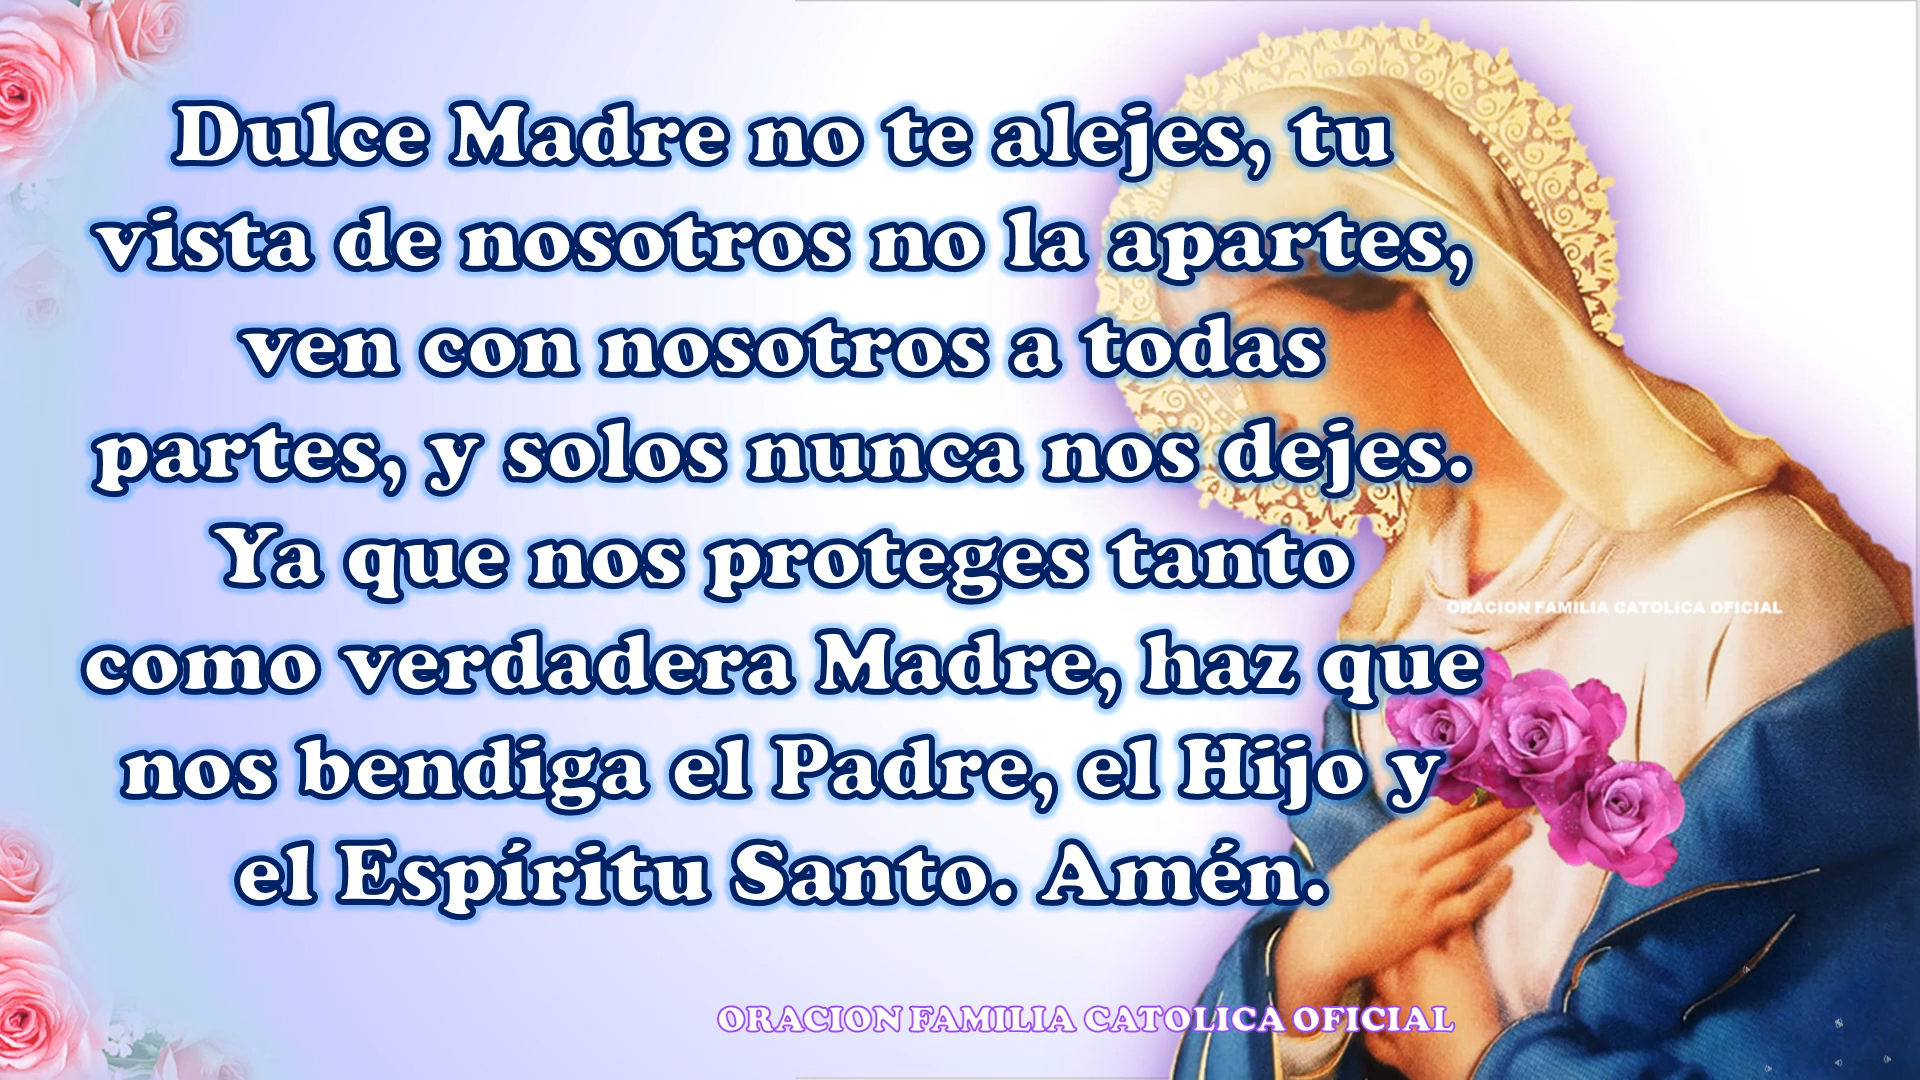 Dulce Madre no te alejes, tu
vista de nosotros no la apartes,
ven con nosotros a todas
partes, y solos nunca nos dejes.
Ya que nos proteges tanto
ORACION FAMILIA CATOLICA OFICIAL
como verdadera Madre, haz que
nos bendiga el Padre, el Hijo y
el Espíritu Santo. Amén.
ORACION FAMILIA CATOLICA OFICIAL